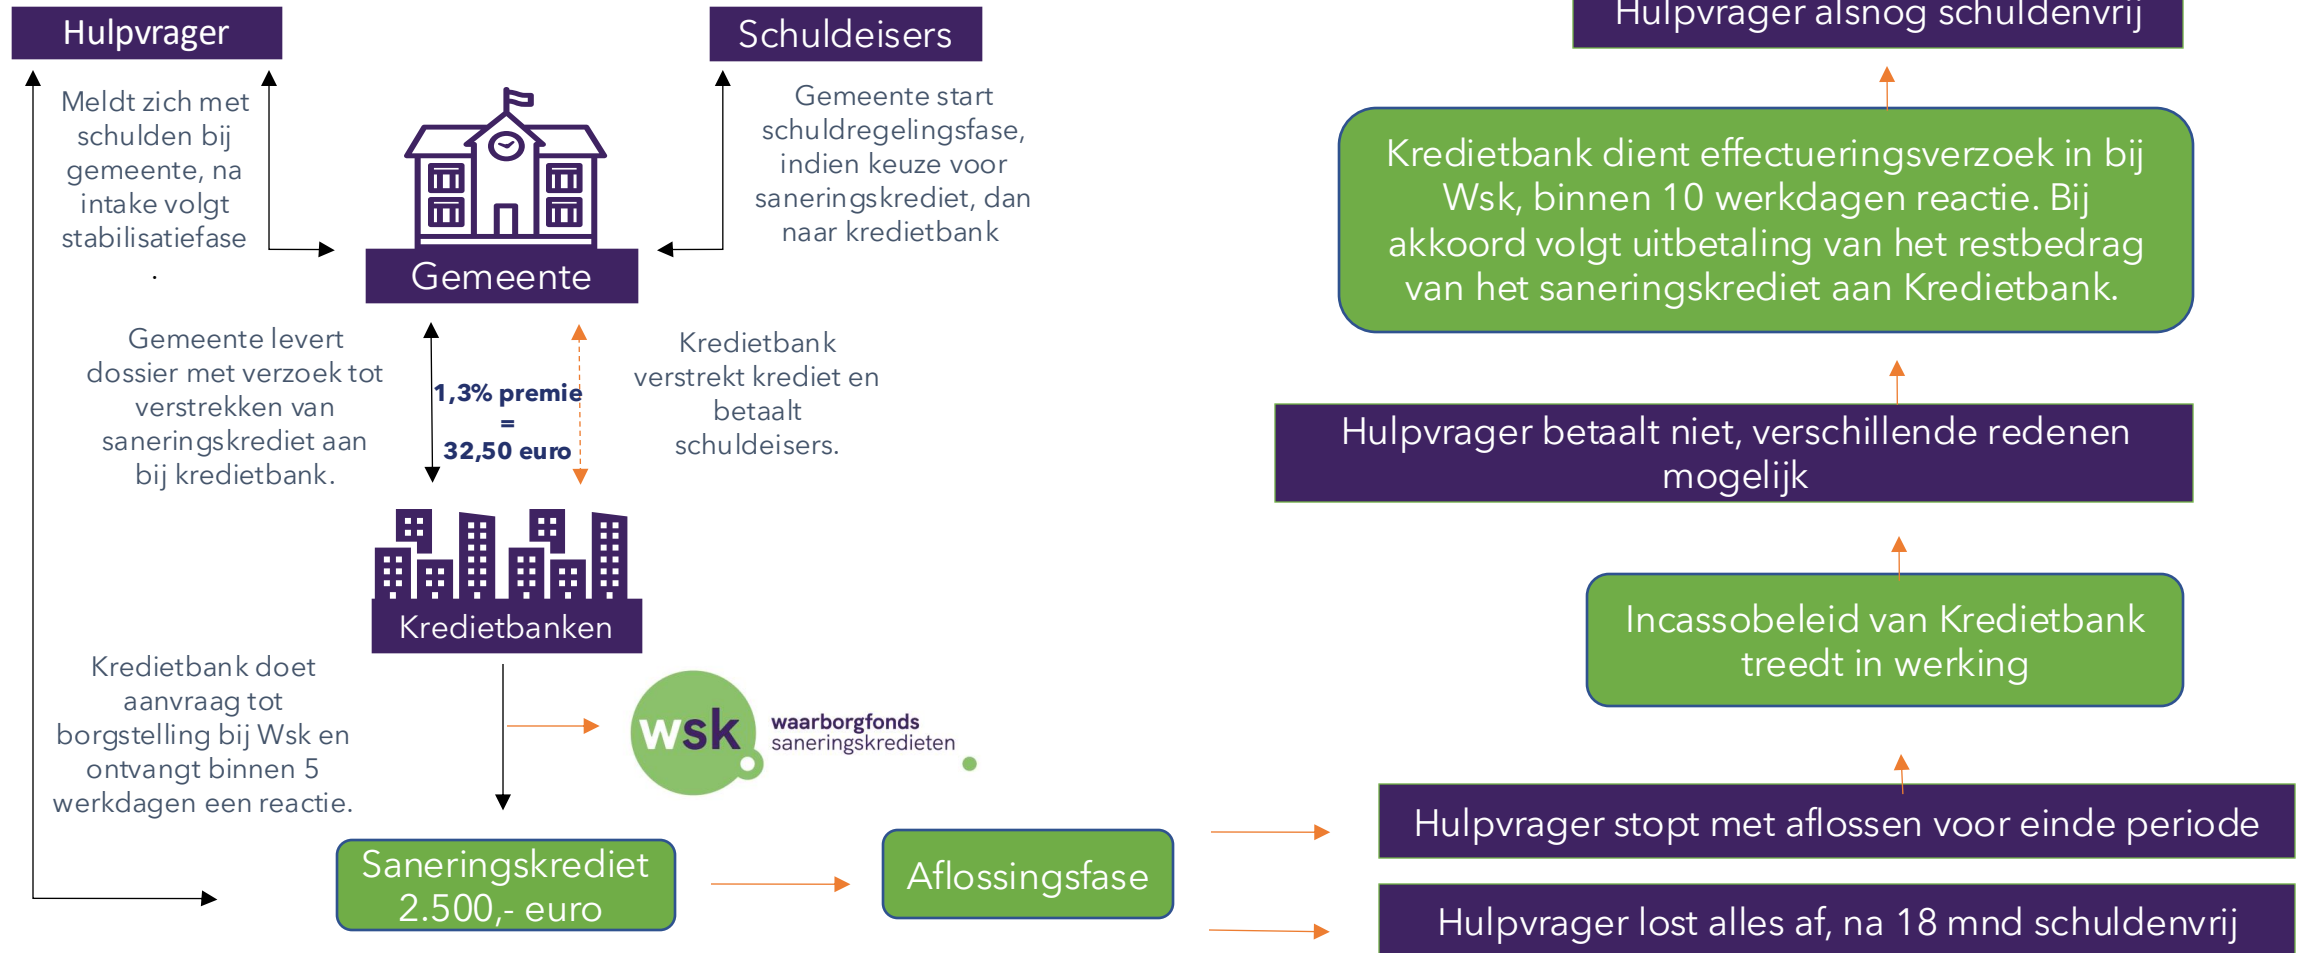 Hulpvrager
Schuldeisers
Meldt zich met
schulden bij
gemeente, na
intake volgt
stabilisatiefase
.
Gemeente start
schuldregelingsfase,
indien keuze voor
saneringskrediet, dan
naar kredietbank
Gemeente
Gemeente levert
dossier met verzoek tot
verstrekken van
saneringskrediet aan
bij kredietbank.
1,3% premie
=
32,50 euro
Kredietbank
verstrekt krediet en
betaalt
schuldeisers.
Kredietbanken
Kredietbank doet
aanvraag tot
borgstelling bij Wsk en
ontvangt binnen 5
werkdagen een reactie.
wsk
waarborgfonds
saneringskredieten
Saneringskrediet
2.500,- euro
Aflossingsfase
Hulpvrager alsnog schuldenvrij
Kredietbank dient effectueringsverzoek in bij
Wsk, binnen 10 werkdagen reactie. Bij
akkoord volgt uitbetaling van het restbedrag
van het saneringskrediet aan Kredietbank.
Hulpvrager betaalt niet, verschillende redenen
mogelijk
Incassobeleid van Kredietbank
treedt in werking
Hulpvrager stopt met aflossen voor einde periode
Hulpvrager lost alles af, na 18 mnd schuldenvrij